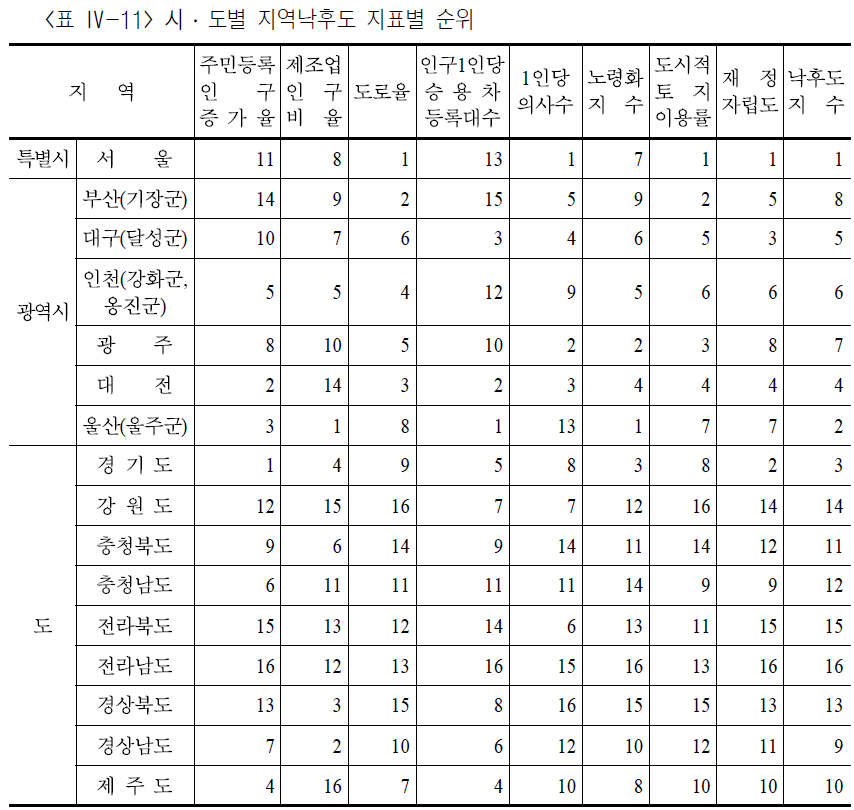 <표 Ⅳ-11> 시·도별 지역낙후도 지표별 순위
지 역 주민등록 인 구 증 가 율 제조업 인 구 비 율 도로율 인구1인당 승 용 차 등록대수 1인당 의사수 노령화 지 수 도시적 토 지 이용률 재 정 자립도 낙후도 지 수
특별시 서 울 11 8 1 13 1 7 1 1 1
광역시 부산(기장군) 14 9 2 15 5 9 2 5 8
대구(달성군) 10 7 6 3 4 6 5 3 5
인천(강화군, 옹진군) 5 5 4 12 9 5 6 6 6
광 주 8 10 5 10 2 2 3 8 7
대 전 2 14 3 2 3 4 4 4 4
울산(울주군) 3 1 8 1 13 1 7 7 2
도 경 기 도 1 4 9 5 8 3 8 2 3
강 원 도 12 15 16 7 7 12 16 14 14
충청북도 9 6 14 9 14 11 14 12 11
충청남도 6 11 11 11 11 14 9 9 12
전라북도 15 13 12 14 6 13 11 15 15
전라남도 16 12 13 16 15 16 13 16 16
경상북도 13 3 15 8 16 15 15 13 13
경상남도 7 2 10 6 12 10 12 11 9
제 주 도 4 16 7 4 10 8 10 10 10